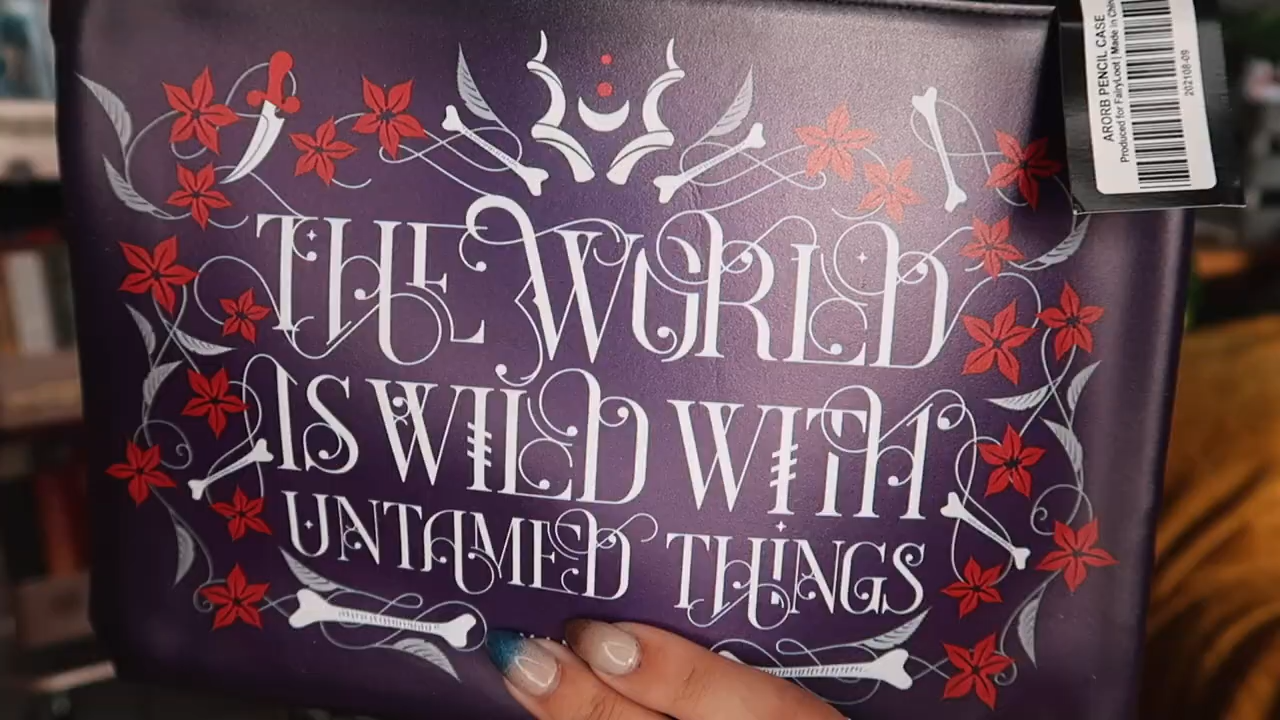 THE WORLD
IS WILD WITH
UNTAMED THINGS
ARORB PENCIL CASE
Produced for FairyLoot | Made in China
202108-09